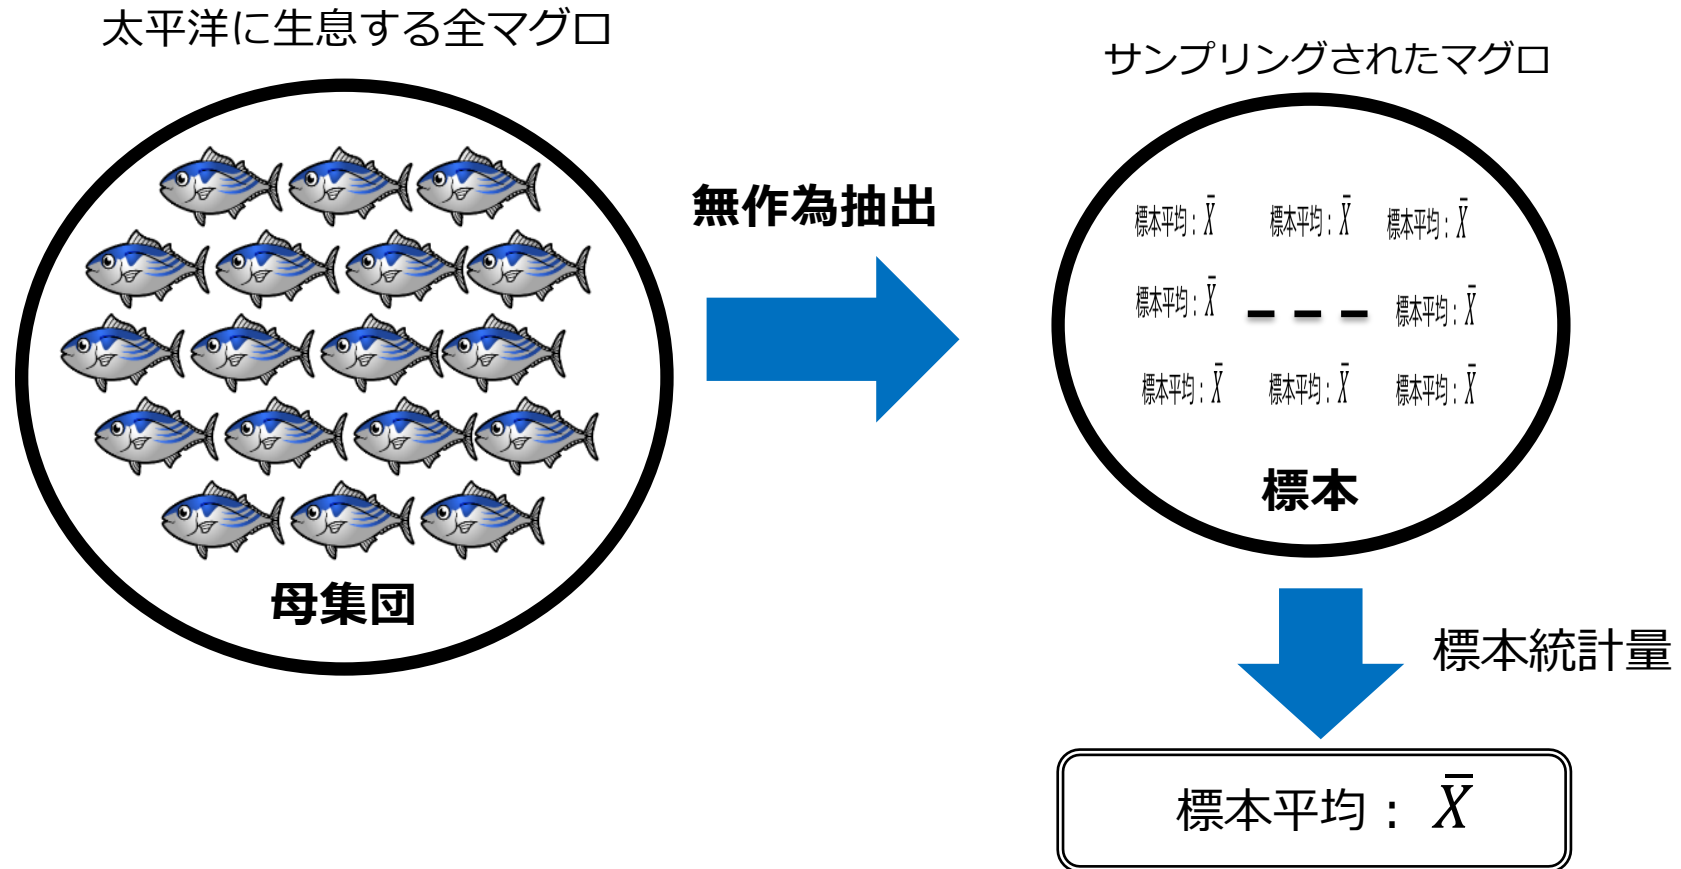 太平洋に生息する全マグロ
サンプリングされたマグロ
無作為抽出
標本平均： X̄
標本平均： X̄
標本平均： X̄
標本平均： X̄
標本平均： X̄
標本平均： X̄
標本平均： X̄
標本平均： X̄
標本
母集団
標本統計量
標本平均： X̄